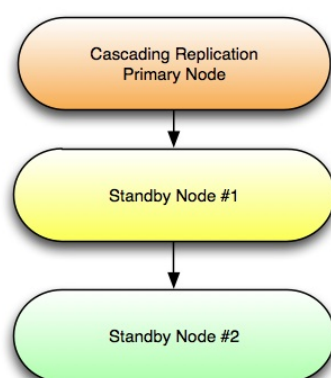 Cascading Replication
Primary Node
Standby Node #1
Standby Node #2